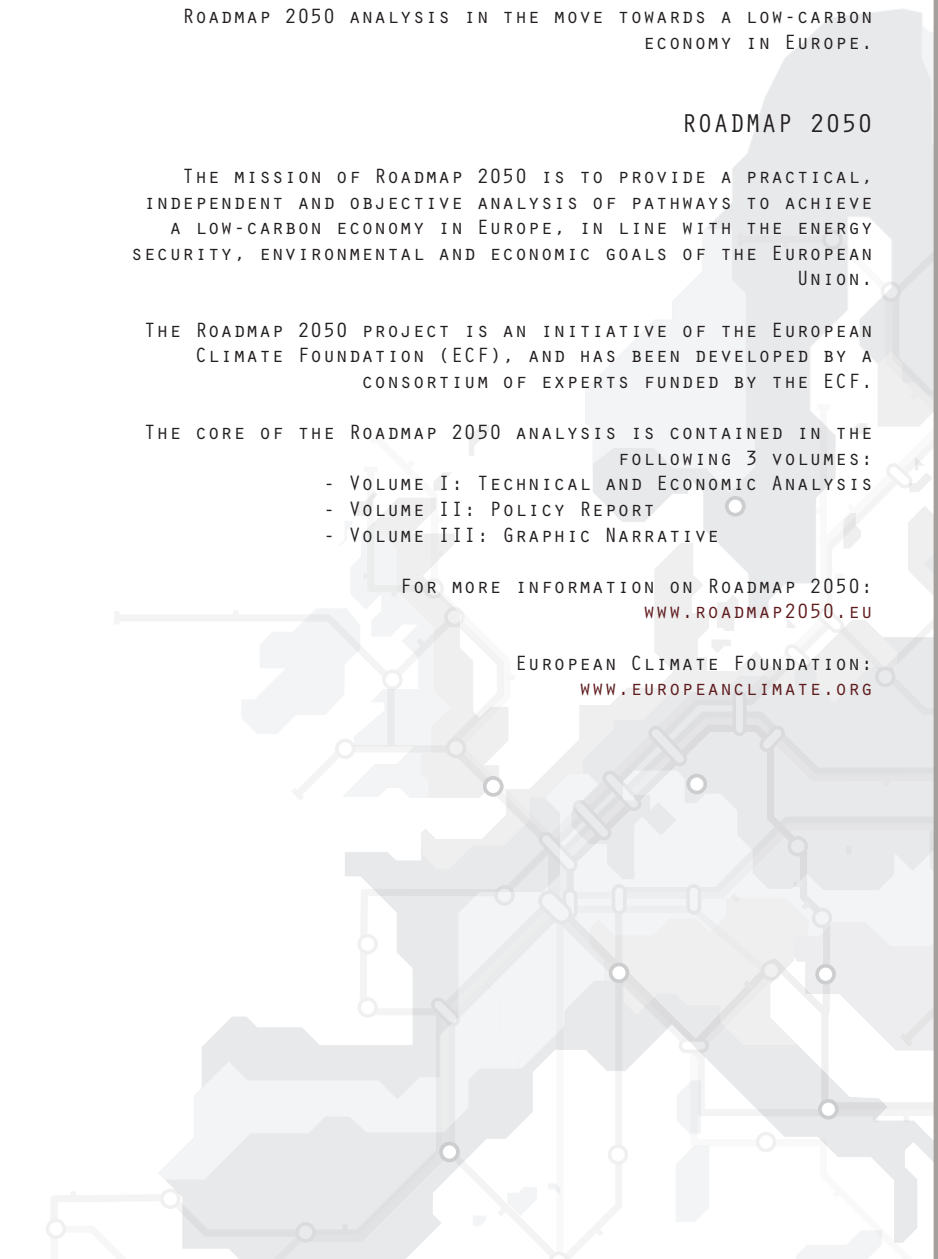 Roadmap 2050 analysis in the move towards a low-carbon
economy in Europe.
ROADMAP 2050
The mission of Roadmap 2050 is to provide a practical,
independent and objective analysis of pathways to achieve
a low-carbon economy in Europe, in line with the energy
security, environmental and economic goals of the European
Union.
The Roadmap 2050 project is an initiative of the European
Climate Foundation (ECF), and has been developed by a
consortium of experts funded by the ECF.
The core of the Roadmap 2050 analysis is contained in the
following 3 volumes:
- Volume I: Technical and Economic Analysis
- Volume II: Policy Report
- Volume III: Graphic Narrative
For more information on Roadmap 2050:
www.roadmap2050.eu
European Climate Foundation:
www.europeanclimate.org